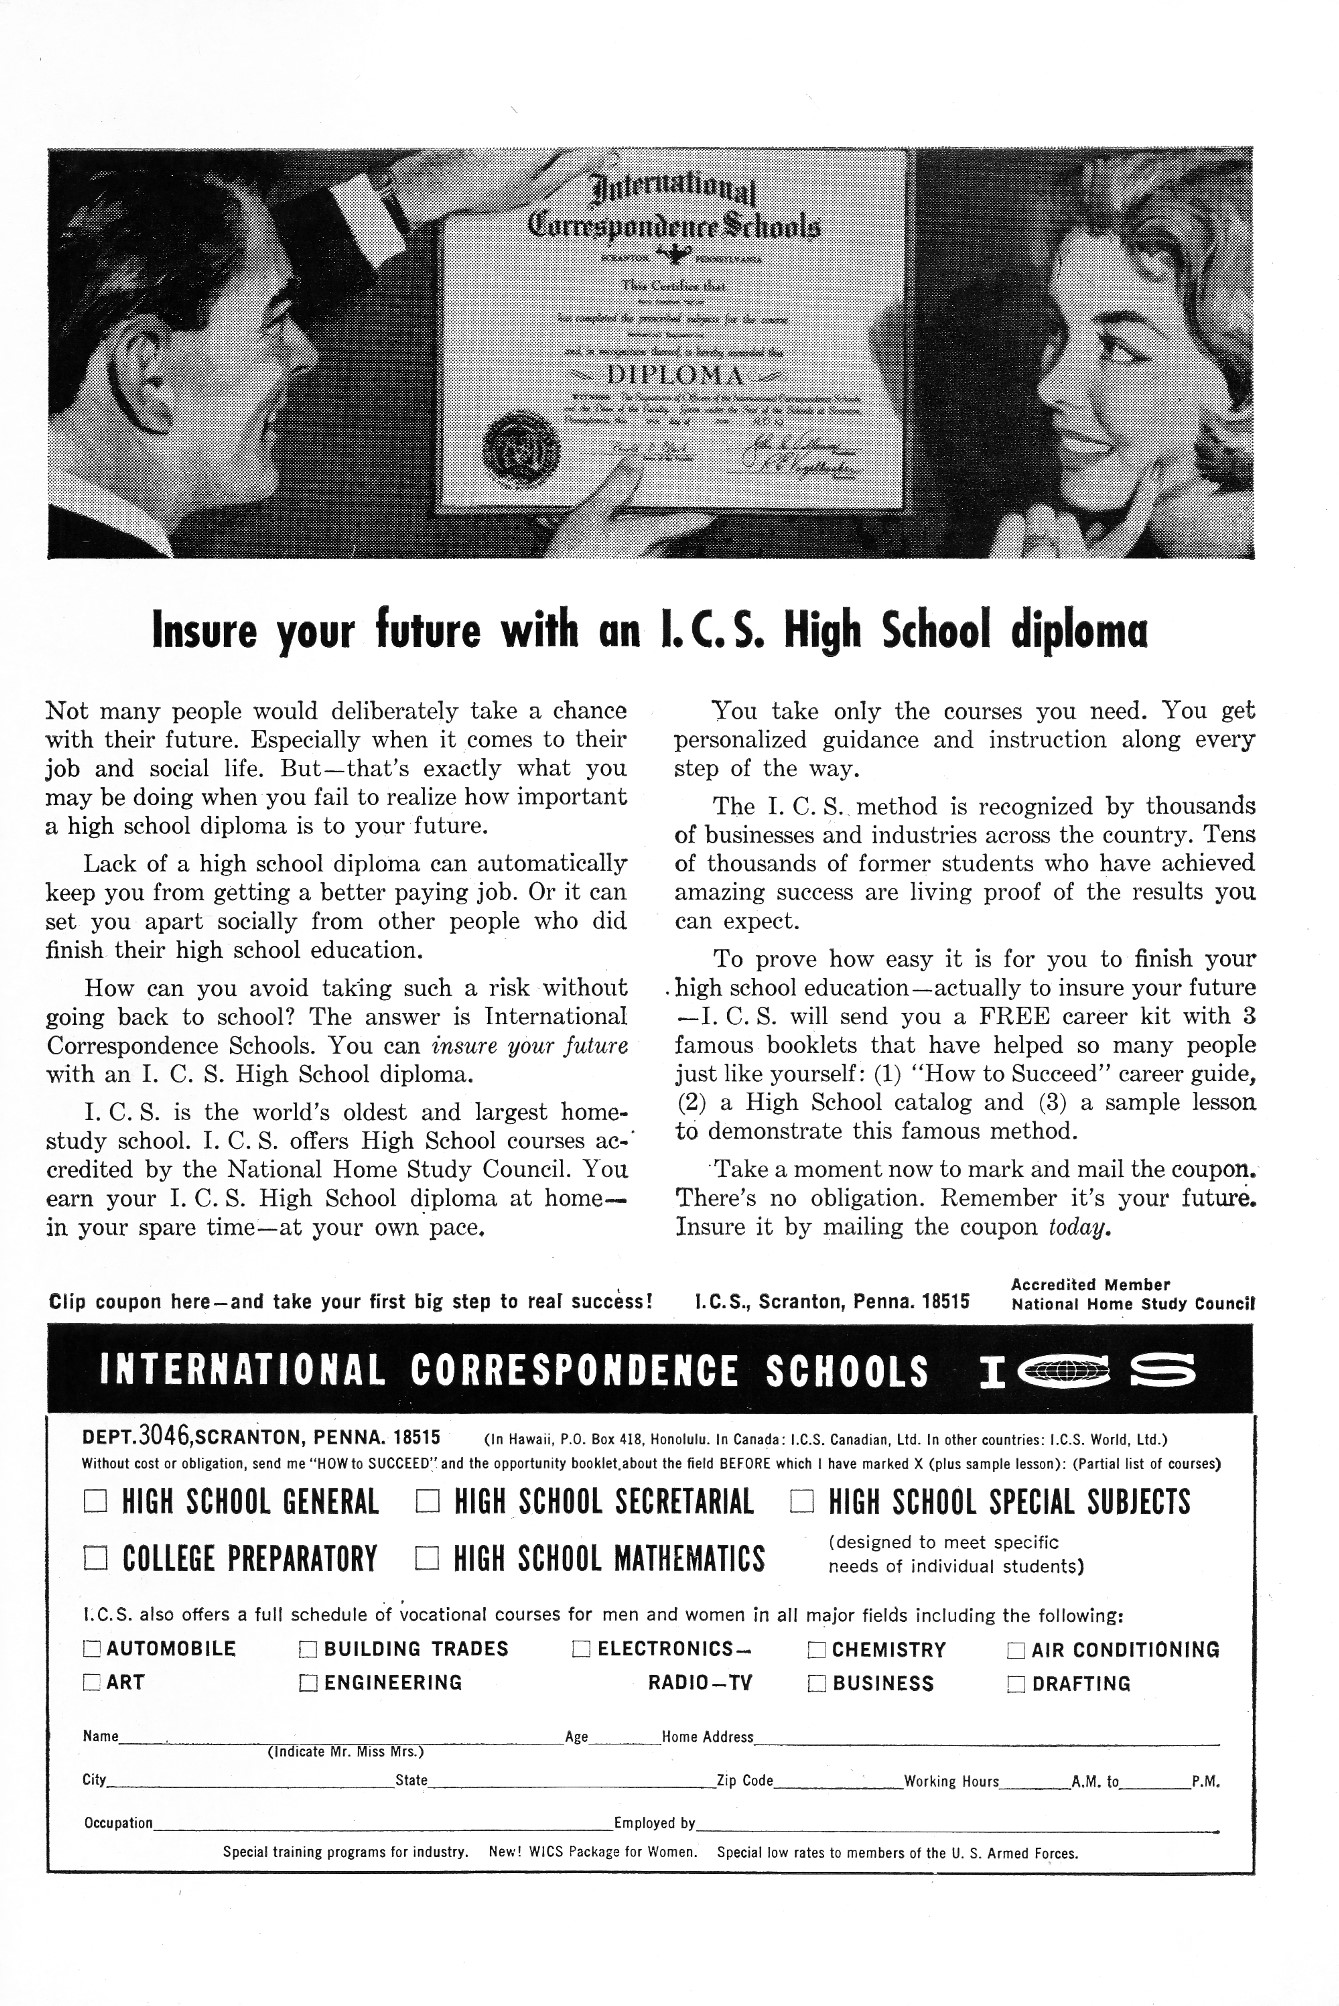 International
Correspondence Schools
SCRANTON, PENNSYLVANIA
This Certifies that
has completed the prescribed subjects for the course
and, in recognition thereof, is hereby awarded this
DIPLOMA
Insure your future with an I.C.S. High School diploma
Not many people would deliberately take a chance
with their future. Especially when it comes to their
job and social life. But—that's exactly what you
may be doing when you fail to realize how important
a high school diploma is to your future.
Lack of a high school diploma can automatically
keep you from getting a better paying job. Or it can
set you apart socially from other people who did
finish their high school education.
How can you avoid taking such a risk without
going back to school? The answer is International
Correspondence Schools. You can insure your future
with an I. C. S. High School diploma.
I. C. S. is the world's oldest and largest home-
study school. I. C. S. offers High School courses ac-
credited by the National Home Study Council. You
earn your I. C. S. High School diploma at home—
in your spare time—at your own pace.
You take only the courses you need. You get
personalized guidance and instruction along every
step of the way.
The I. C. S. method is recognized by thousands
of businesses and industries across the country. Tens
of thousands of former students who have achieved
amazing success are living proof of the results you
can expect.
To prove how easy it is for you to finish your
high school education—actually to insure your future
—I. C. S. will send you a FREE career kit with 3
famous booklets that have helped so many people
just like yourself: (1) "How to Succeed" career guide,
(2) a High School catalog and (3) a sample lesson
to demonstrate this famous method.
Take a moment now to mark and mail the coupon.
There's no obligation. Remember it's your future.
Insure it by mailing the coupon today.
Clip coupon here—and take your first big step to real success! I.C.S., Scranton, Penna. 18515
Accredited Member
National Home Study Council
INTERNATIONAL CORRESPONDENCE SCHOOLS ICS
DEPT. 3046, SCRANTON, PENNA. 18515 (In Hawaii, P.O. Box 418, Honolulu. In Canada: I.C.S. Canadian, Ltd. In other countries: I.C.S. World, Ltd.)
Without cost or obligation, send me "HOW to SUCCEED" and the opportunity booklet about the field BEFORE which I have marked X (plus sample lesson): (Partial list of courses)
HIGH SCHOOL GENERAL HIGH SCHOOL SECRETARIAL HIGH SCHOOL SPECIAL SUBJECTS
COLLEGE PREPARATORY HIGH SCHOOL MATHEMATICS
(designed to meet specific
needs of individual students)
I.C.S. also offers a full schedule of vocational courses for men and women in all major fields including the following:
AUTOMOBILE BUILDING TRADES ELECTRONICS— CHEMISTRY AIR CONDITIONING
ART ENGINEERING RADIO—TV BUSINESS DRAFTING
Name Age Home Address
(Indicate Mr. Miss Mrs.)
City State Zip Code Working Hours A.M. to P.M.
Occupation Employed by
Special training programs for industry. New! WICS Package for Women. Special low rates to members of the U. S. Armed Forces.